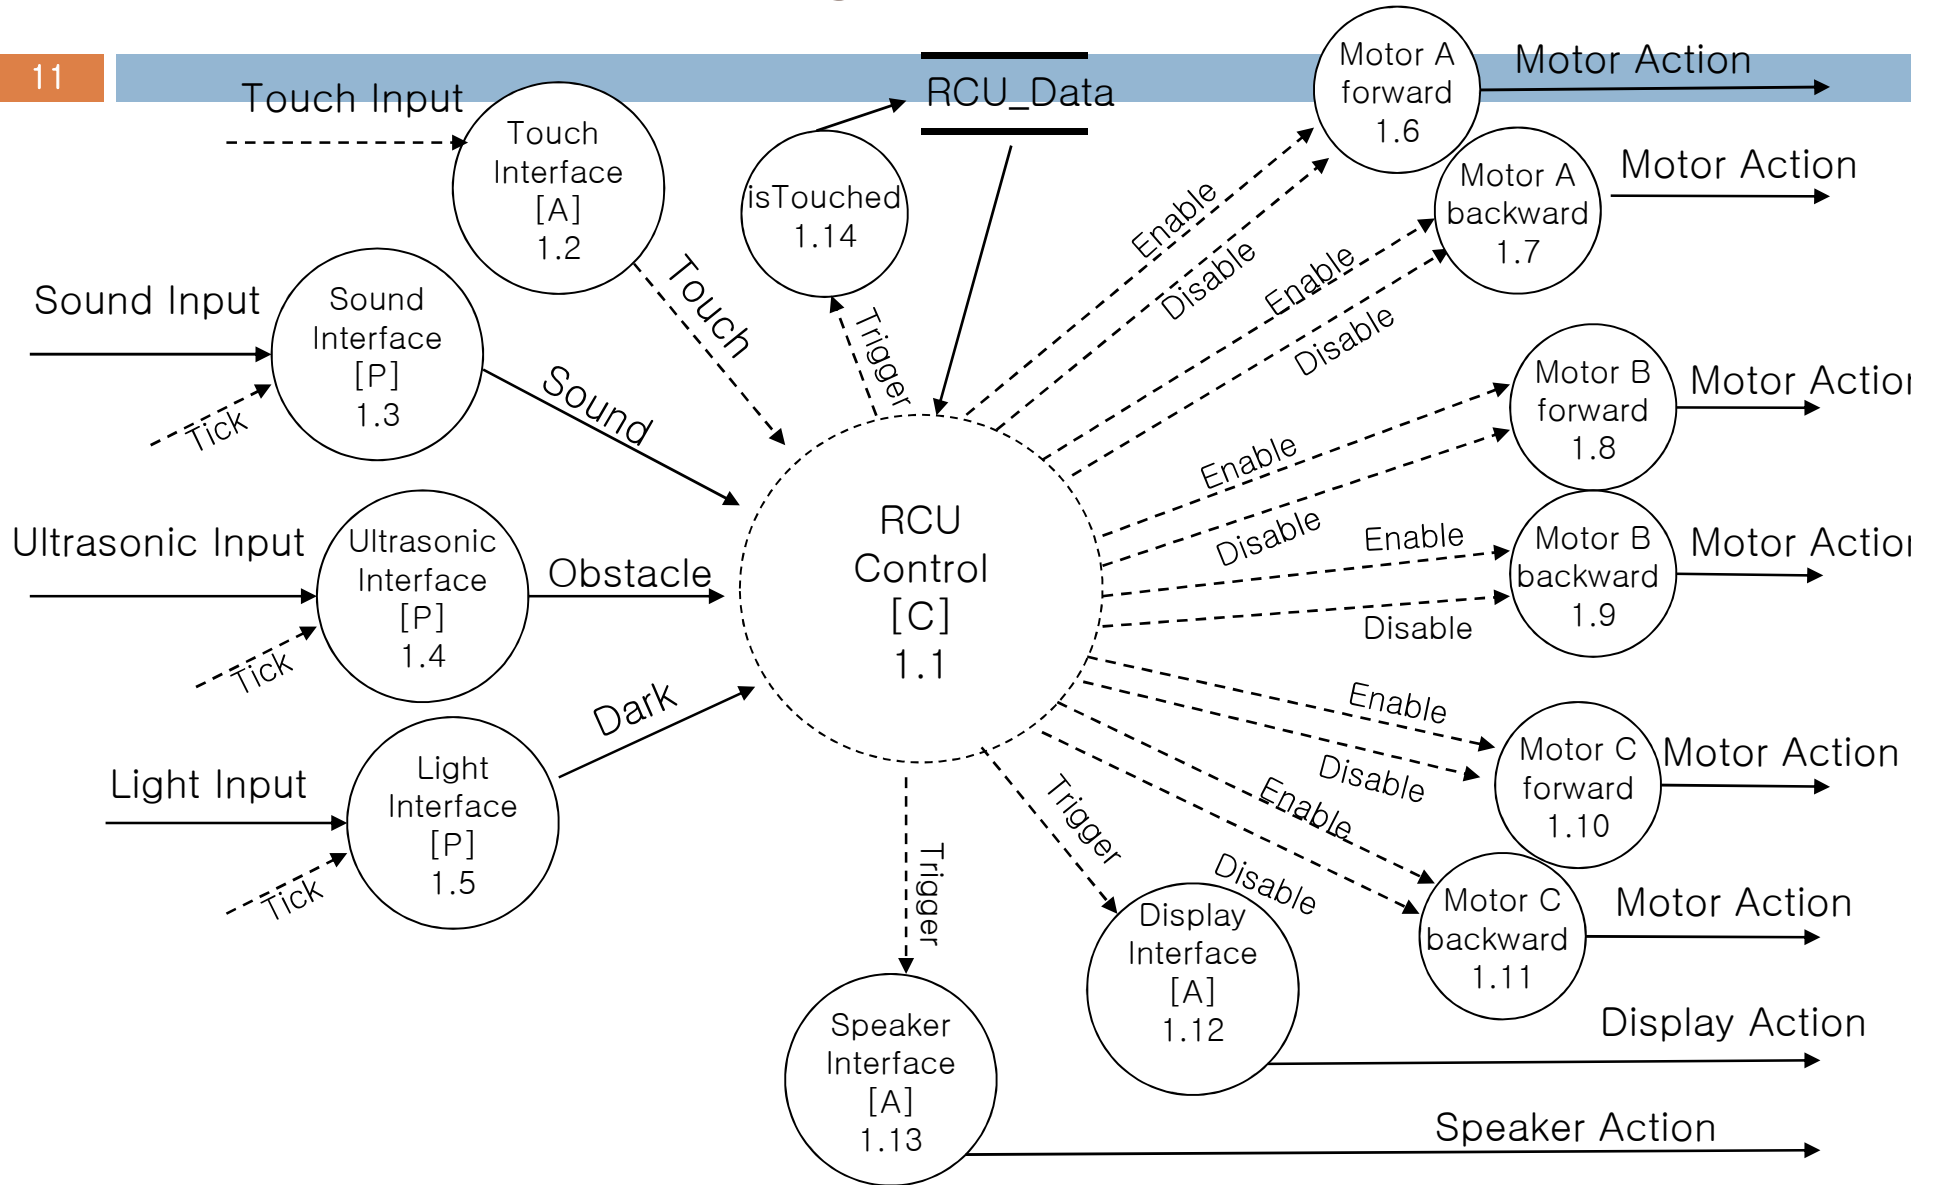 11
Touch Input
RCU_Data
Motor A
forward
1.6
Motor Action
Touch
Interface
[A]
1.2
isTouched
1.14
Motor A
backward
1.7
Motor Action
Enable
Disable
Enable
Disable
Sound Input
Sound
Interface
[P]
1.3
Tick
Touch
Trigger
Sound
Motor B
forward
1.8
Motor Actio
Enable
Disable
Ultrasonic Input
Ultrasonic
Interface
[P]
1.4
Tick
Obstacle
RCU
Control
[C]
1.1
Enable
Disable
Motor B
backward
1.9
Motor Actio
Light Input
Light
Interface
[P]
1.5
Tick
Dark
Enable
Disable
Motor C
forward
1.10
Motor Action
Enable
Disable
Motor C
backward
1.11
Motor Action
Trigger
Trigger
Display
Interface
[A]
1.12
Display Action
Speaker
Interface
[A]
1.13
Speaker Action